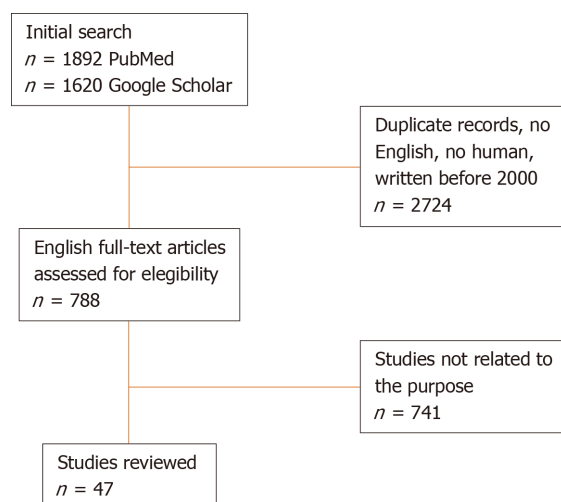 Initial search
n = 1892 PubMed
n = 1620 Google Scholar
Duplicate records, no
English, no human,
written before 2000
n = 2724
English full-text articles
assessed for elegibility
n = 788
Studies not related to
the purpose
n = 741
Studies reviewed
n = 47